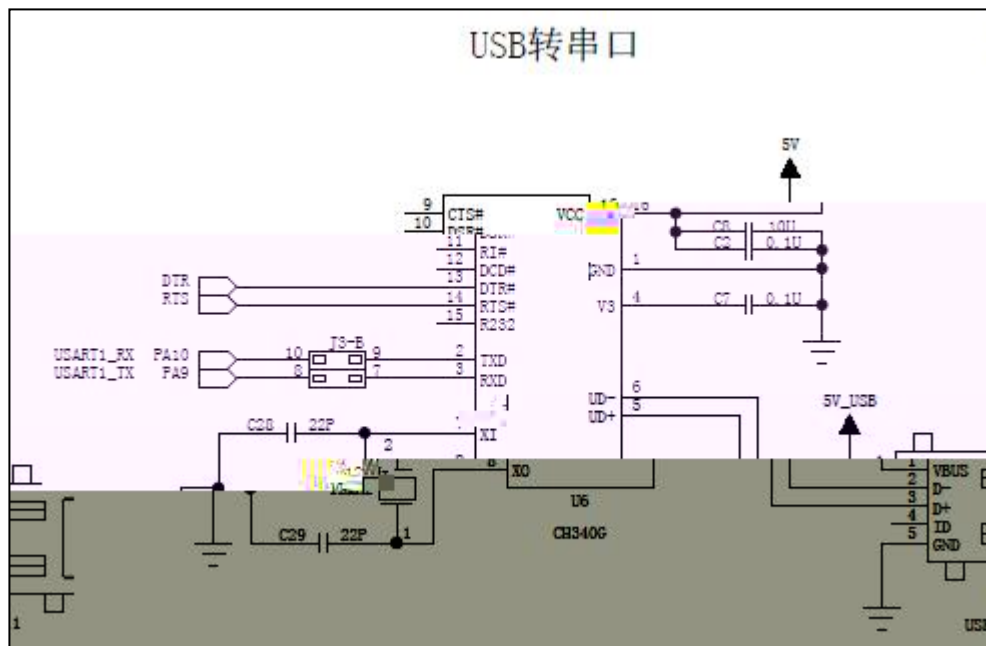 USB转串口
5V
9 CTS# VCC 16
10
11 RI# C8 10U
12 DCD# C2 0.1U
DTR 13 DTR# GND 1
RTS 14 RTS# V3 4 C7 0.1U
15 R232
J3-B
USART1_RX PA10 10 9 2 TXD
USART1_TX PA9 8 7 3 RXD
UD- 6
UD+ 5
5V_USB
C28 22P XI
2
XO
1 VBUS
2 D-
3 D+
4 ID
5 GND
U6
C29 22P 1 CH340G
1